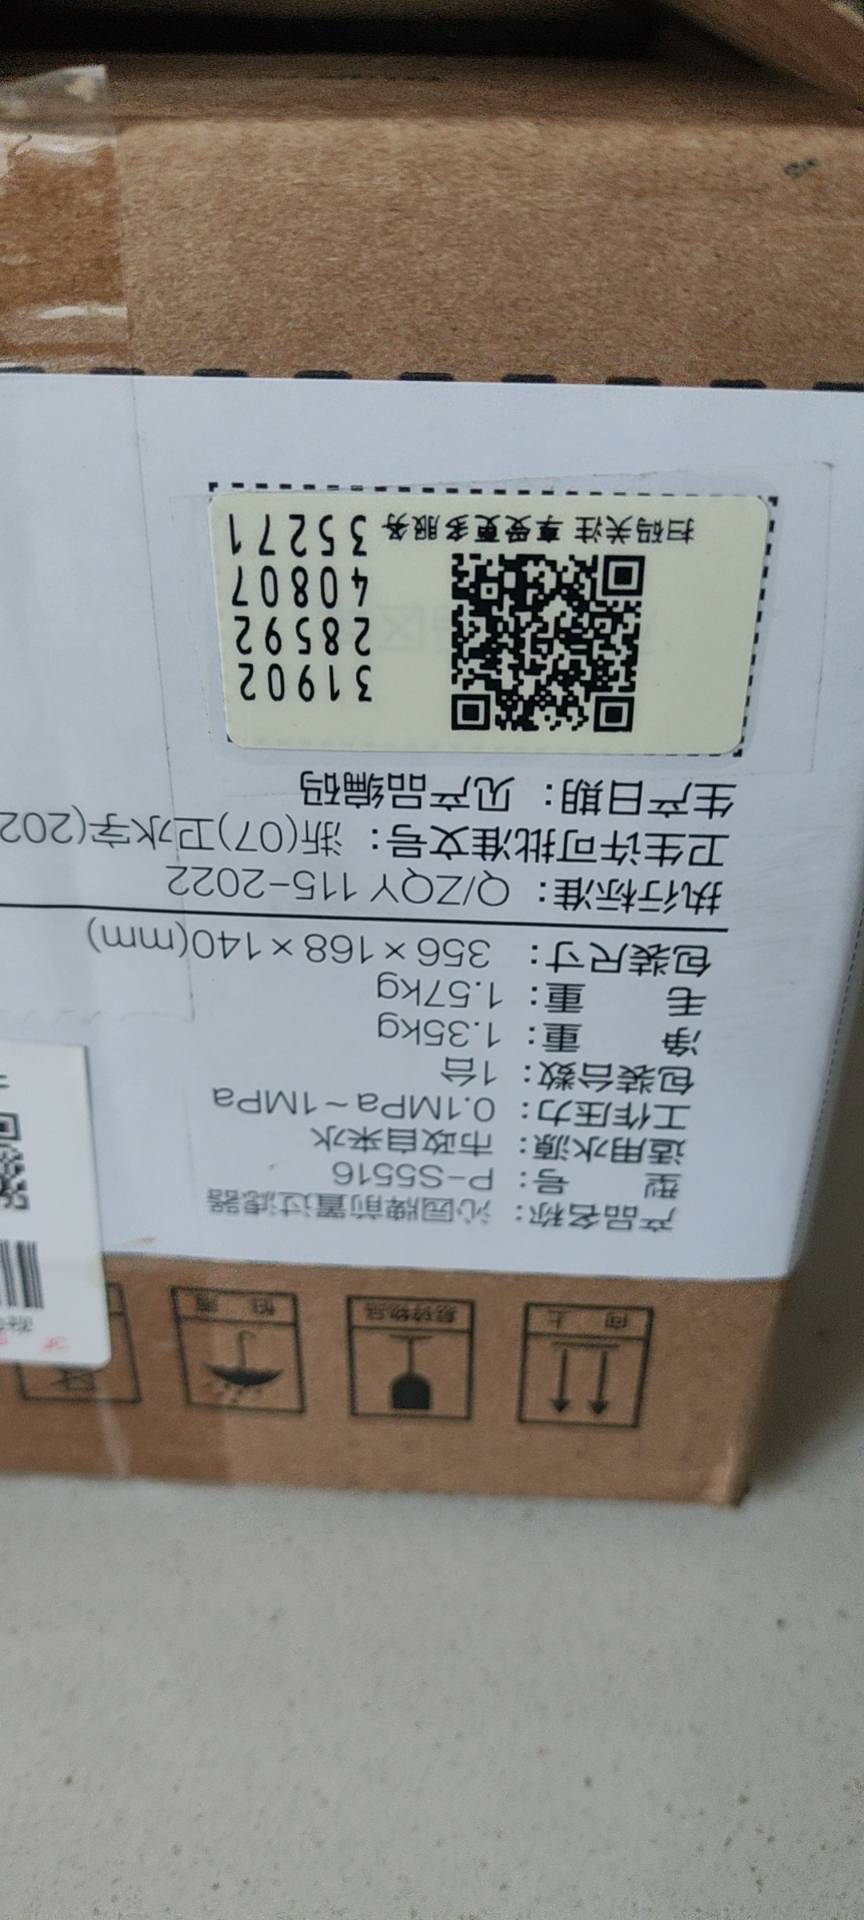 向 上
易碎物品
怕 雨
产品名称：沁园牌前置过滤器
型 号：P-S5516
适用水源：市政自来水
工作压力：0.1MPa~1MPa
包装台数：1台
净 重：1.35kg
毛 重：1.57kg
包装尺寸：356×168×140(mm)
执行标准：Q/ZQY 115-2022
卫生许可批准文号：浙(07)卫水字(202
生产日期：见产品编码
31902
28592
40807
35271
扫码关注 享受更多服务